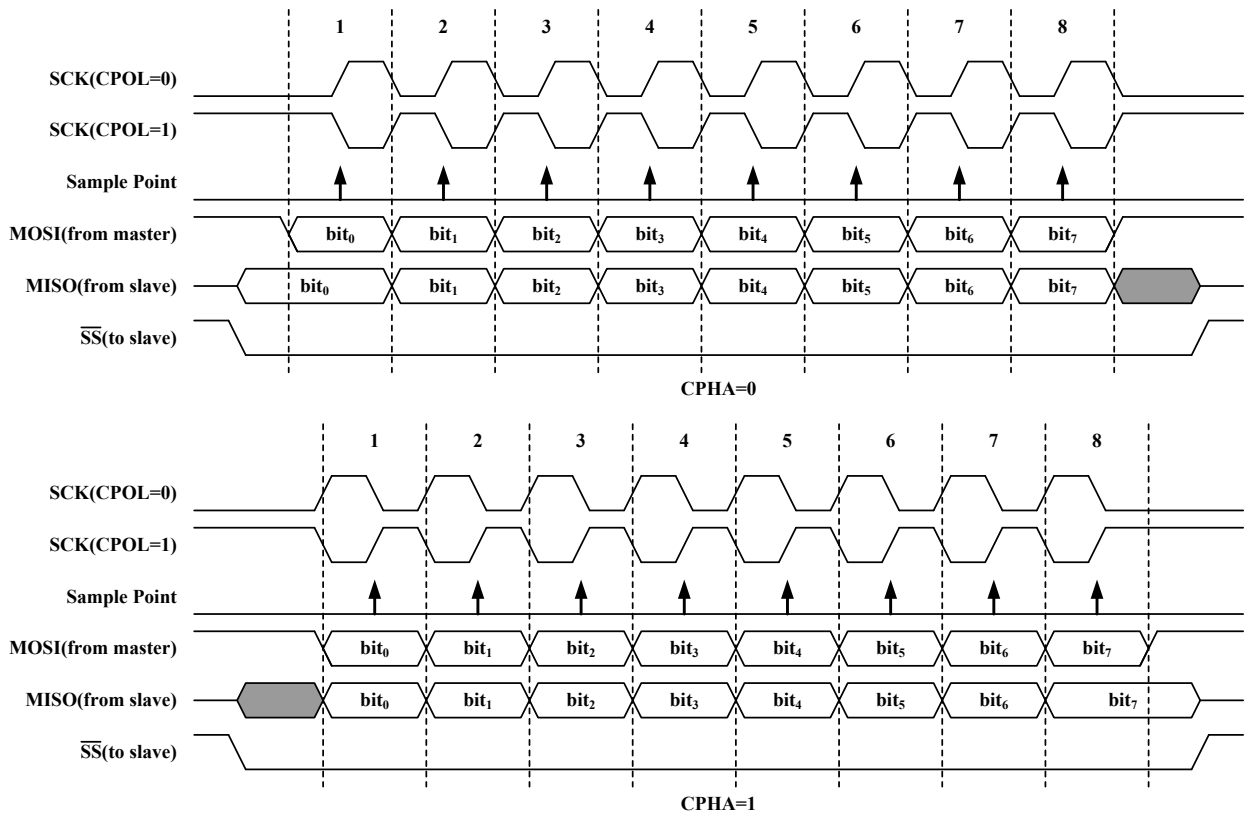 1 2 3 4 5 6 7 8
SCK(CPOL=0)
SCK(CPOL=1)
Sample Point
MOSI(from master) bit₀ bit₁ bit₂ bit₃ bit₄ bit₅ bit₆ bit₇
MISO(from slave) bit₀ bit₁ bit₂ bit₃ bit₄ bit₅ bit₆ bit₇
S̅S̅(to slave)
CPHA=0
1 2 3 4 5 6 7 8
SCK(CPOL=0)
SCK(CPOL=1)
Sample Point
MOSI(from master) bit₀ bit₁ bit₂ bit₃ bit₄ bit₅ bit₆ bit₇
MISO(from slave) bit₀ bit₁ bit₂ bit₃ bit₄ bit₅ bit₆ bit₇
S̅S̅(to slave)
CPHA=1